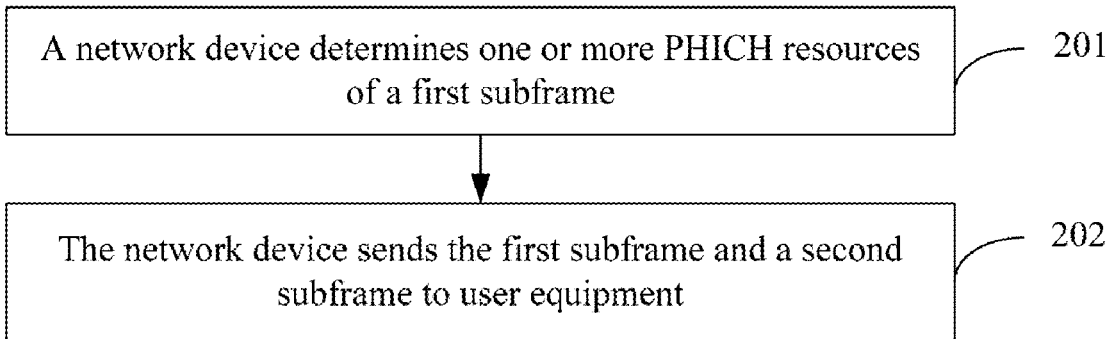 A network device determines one or more PHICH resources
of a first subframe
201
The network device sends the first subframe and a second
subframe to user equipment
202